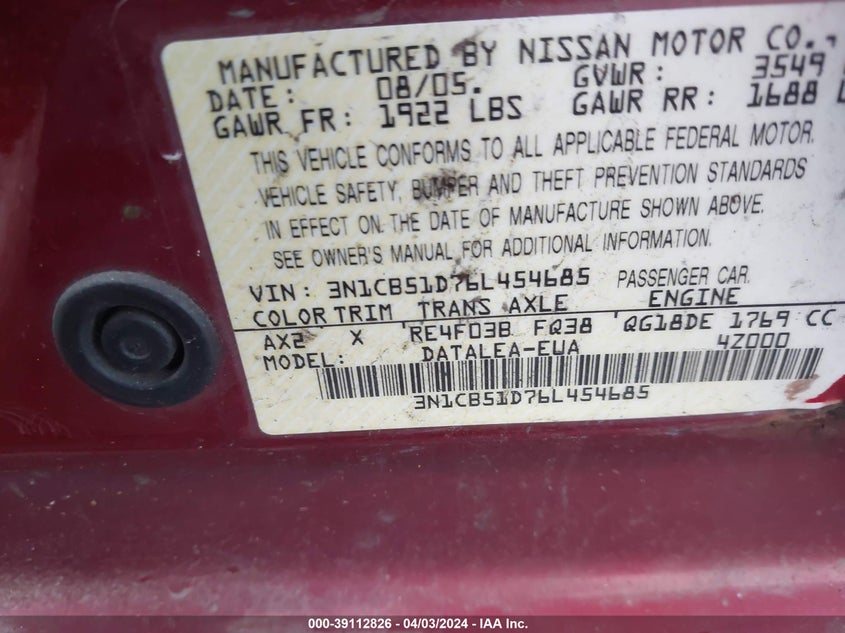 MANUFACTURED BY NISSAN MOTOR CO.,
DATE: 08/05. GVWR: 3549
GAWR FR: 1922 LBS GAWR RR: 1688 L
THIS VEHICLE CONFORMS TO ALL APPLICABLE FEDERAL MOTOR
VEHICLE SAFETY, BUMPER AND THEFT PREVENTION STANDARDS
IN EFFECT ON THE DATE OF MANUFACTURE SHOWN ABOVE.
SEE OWNER'S MANUAL FOR ADDITIONAL INFORMATION.
VIN: 3N1CB51D76L454685 PASSENGER CAR
COLOR TRIM TRANS AXLE ENGINE
AX2 X RE4F03B FQ38 QG18DE 1769 CC
MODEL: DATALEA-EWA 4Z000
3N1CB51D76L454685
000-39112826 / 04/03/2024 - IAA Inc.